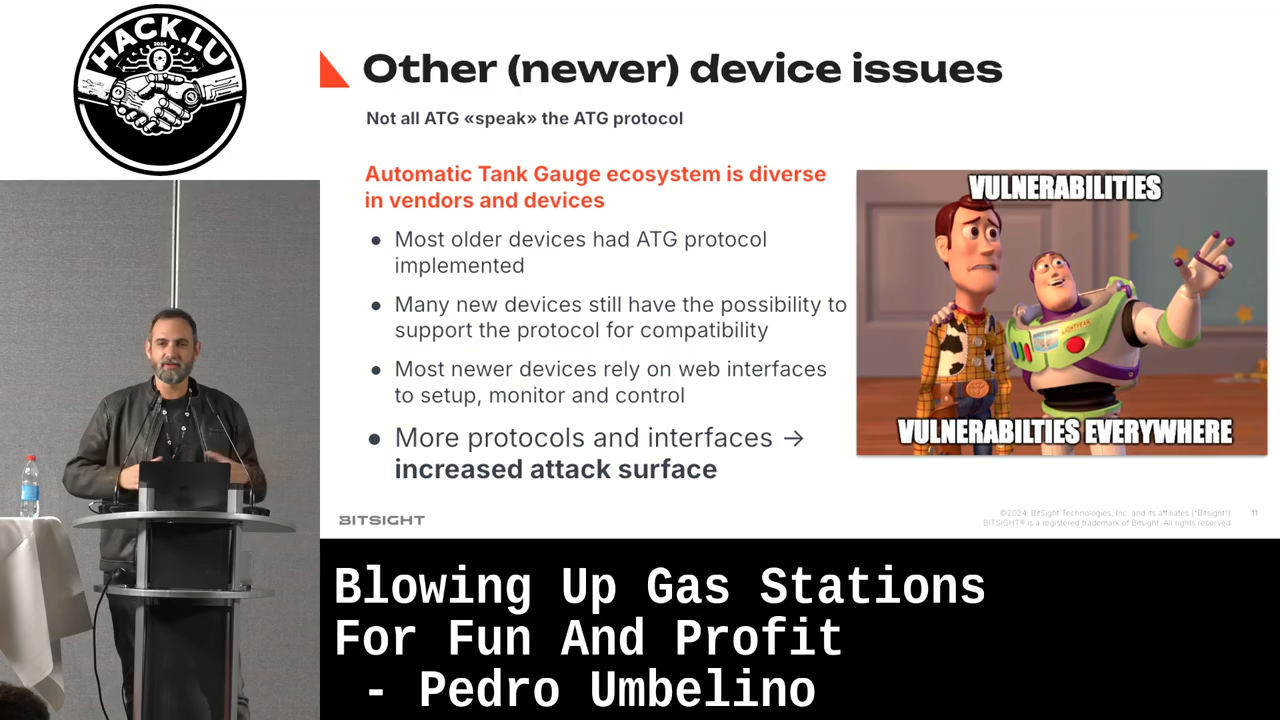 HACK.LU
2024
Other (newer) device issues
Not all ATG «speak» the ATG protocol
Automatic Tank Gauge ecosystem is diverse
in vendors and devices
● Most older devices had ATG protocol
implemented
● Many new devices still have the possibility to
support the protocol for compatibility
● Most newer devices rely on web interfaces
to setup, monitor and control
● More protocols and interfaces →
increased attack surface
VULNERABILITIES
LIGHTYEAR
VULNERABILTIES EVERYWHERE
BITSIGHT
©2024, BitSight Technologies, Inc. and its affiliates ("Bitsight").
BITSIGHT® is a registered trademark of Bitsight. All rights reserved.
11
Blowing Up Gas Stations
For Fun And Profit
- Pedro Umbelino